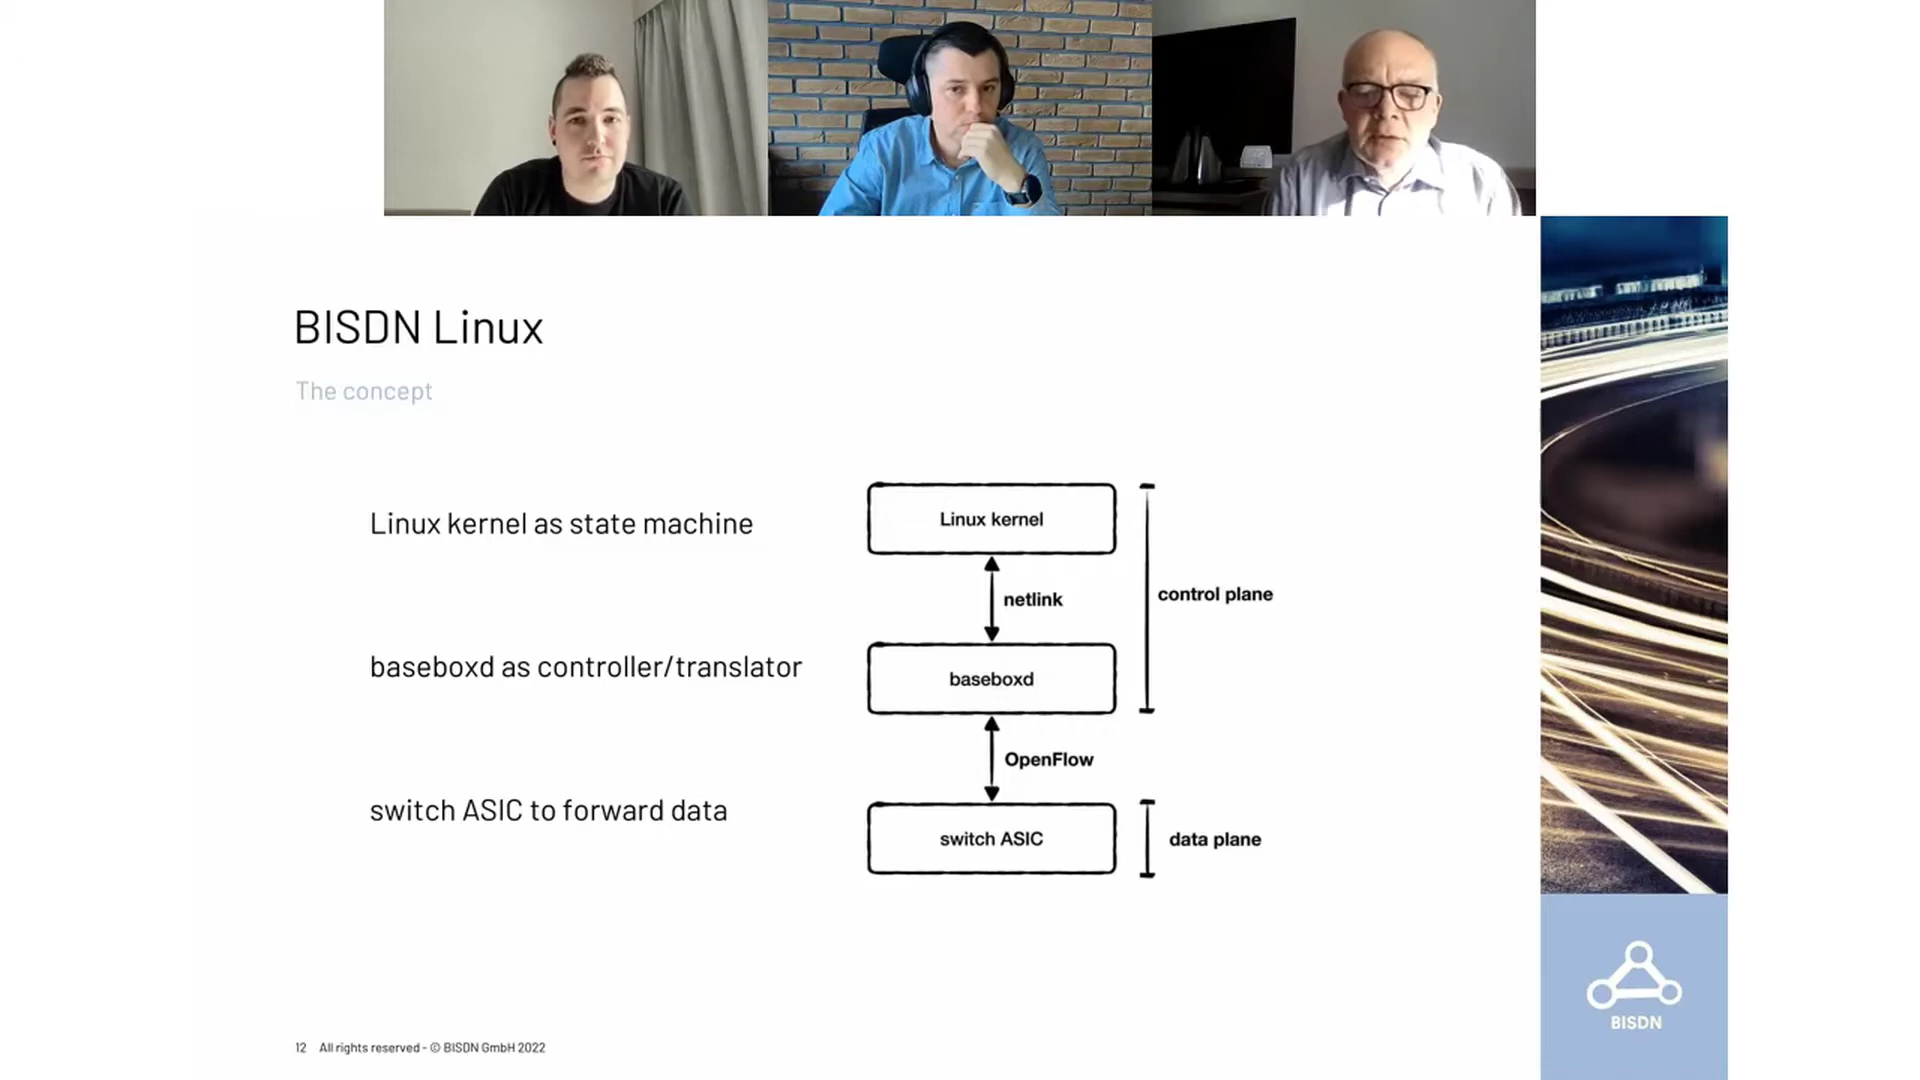 BISDN Linux
The concept
Linux kernel as state machine
baseboxd as controller/translator
switch ASIC to forward data
Linux kernel
netlink
control plane
baseboxd
OpenFlow
switch ASIC
data plane
BISDN
12 All rights reserved - © BISDN GmbH 2022